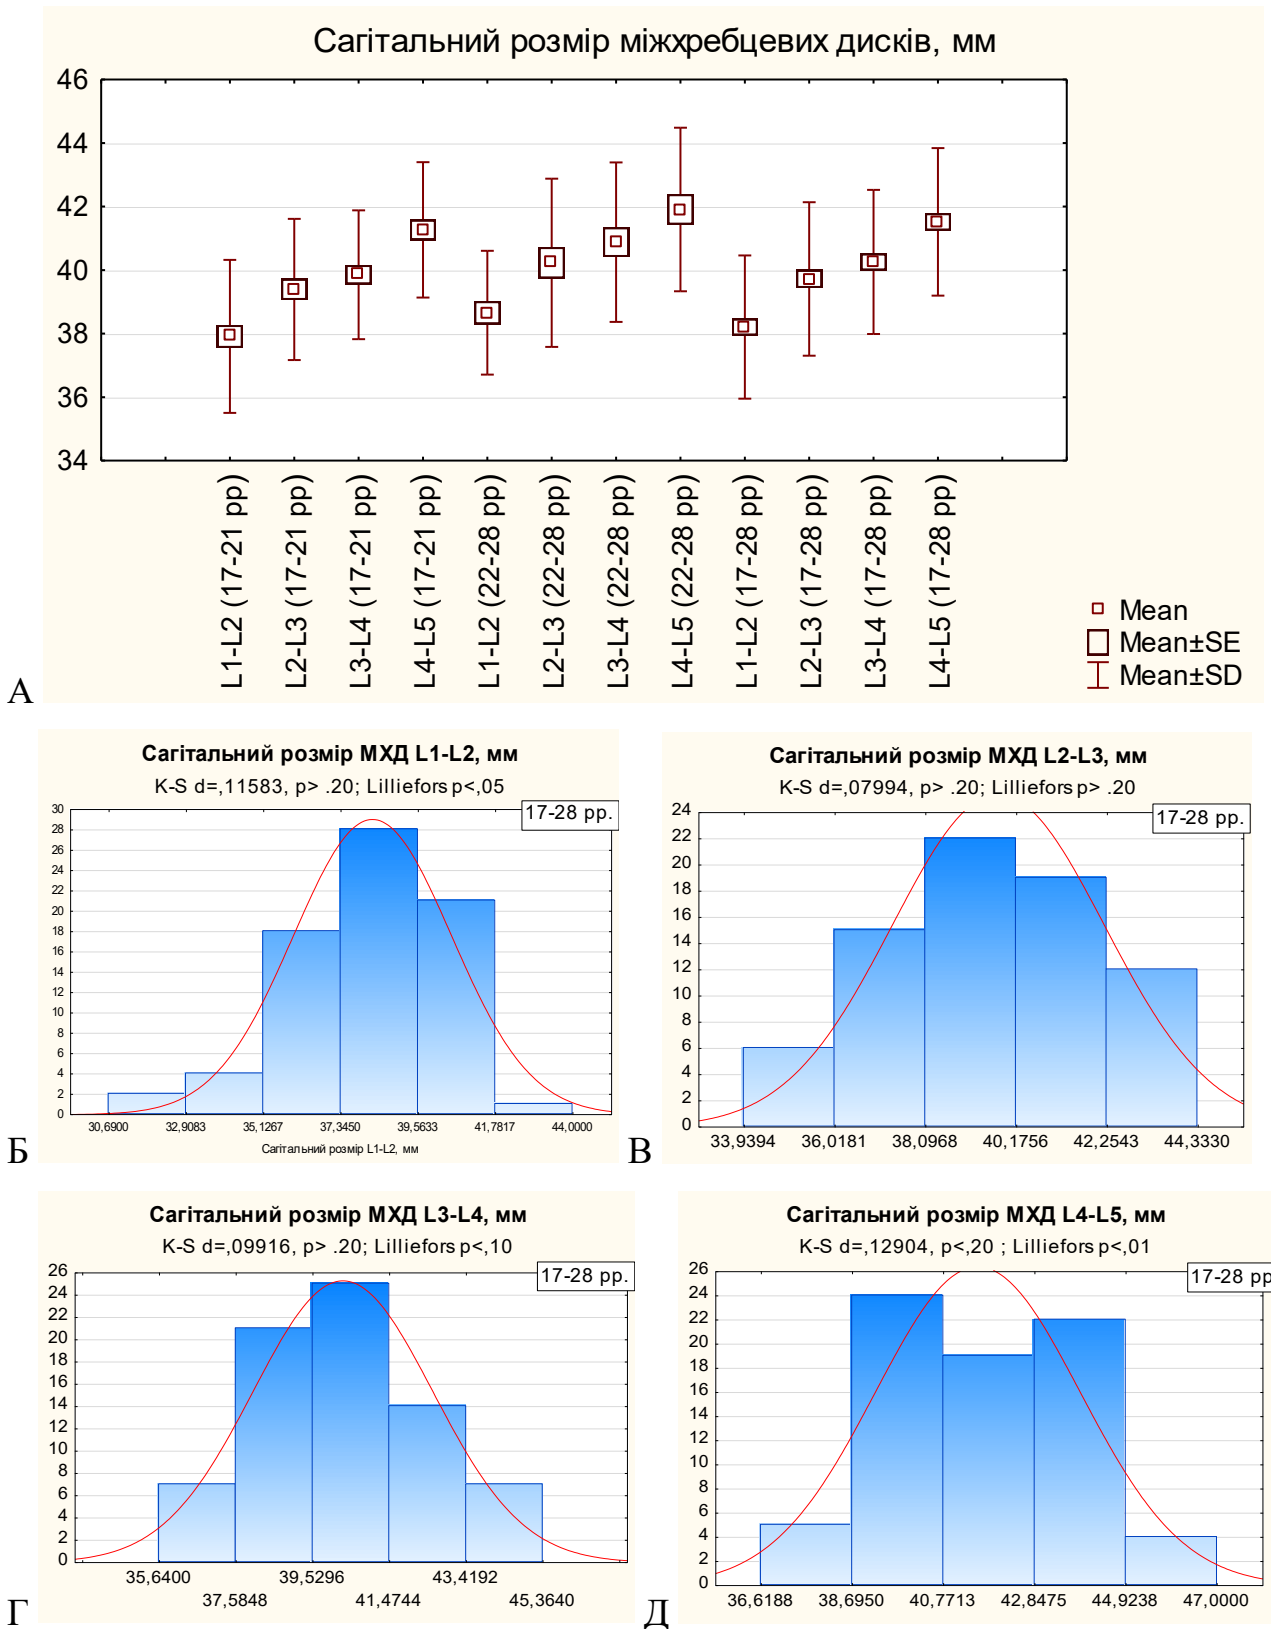 Сагітальний розмір міжхребцевих дисків, мм
46
44
42
40
38
36
34
L1-L2 (17-21 рр)
L2-L3 (17-21 рр)
L3-L4 (17-21 рр)
L4-L5 (17-21 рр)
L1-L2 (22-28 рр)
L2-L3 (22-28 рр)
L3-L4 (22-28 рр)
L4-L5 (22-28 рр)
L1-L2 (17-28 рр)
L2-L3 (17-28 рр)
L3-L4 (17-28 рр)
L4-L5 (17-28 рр)
Mean
Mean±SE
Mean±SD
А
Сагітальний розмір МХД L1-L2, мм
K-S d=,11583, p> .20; Lilliefors p<,05
17-28 рр.
30
28
26
24
22
20
18
16
14
12
10
8
6
4
2
0
30,6900 32,9083 35,1267 37,3450 39,5633 41,7817 44,0000
Сагітальний розмір L1-L2, мм
Б
Сагітальний розмір МХД L2-L3, мм
K-S d=,07994, p> .20; Lilliefors p> .20
17-28 рр.
24
22
20
18
16
14
12
10
8
6
4
2
0
33,9394 36,0181 38,0968 40,1756 42,2543 44,3330
В
Сагітальний розмір МХД L3-L4, мм
K-S d=,09916, p> .20; Lilliefors p<,10
17-28 рр.
26
24
22
20
18
16
14
12
10
8
6
4
2
0
35,6400 39,5296 43,4192
37,5848 41,4744 45,3640
Г
Сагітальний розмір МХД L4-L5, мм
K-S d=,12904, p<,20 ; Lilliefors p<,01
17-28 рр
26
24
22
20
18
16
14
12
10
8
6
4
2
0
36,6188 38,6950 40,7713 42,8475 44,9238 47,0000
Д